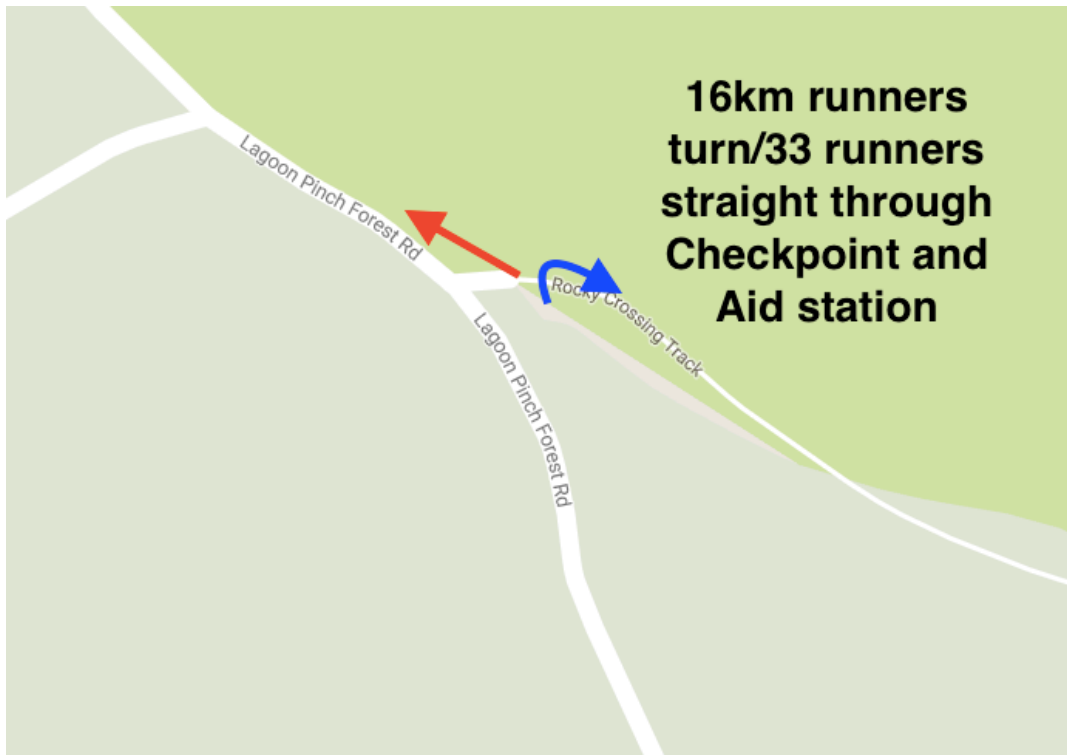 16km runners
turn/33 runners
straight through
Checkpoint and
Aid station
Lagoon Pinch Forest Rd
Rocky Crossing Track
Lagoon Pinch Forest Rd